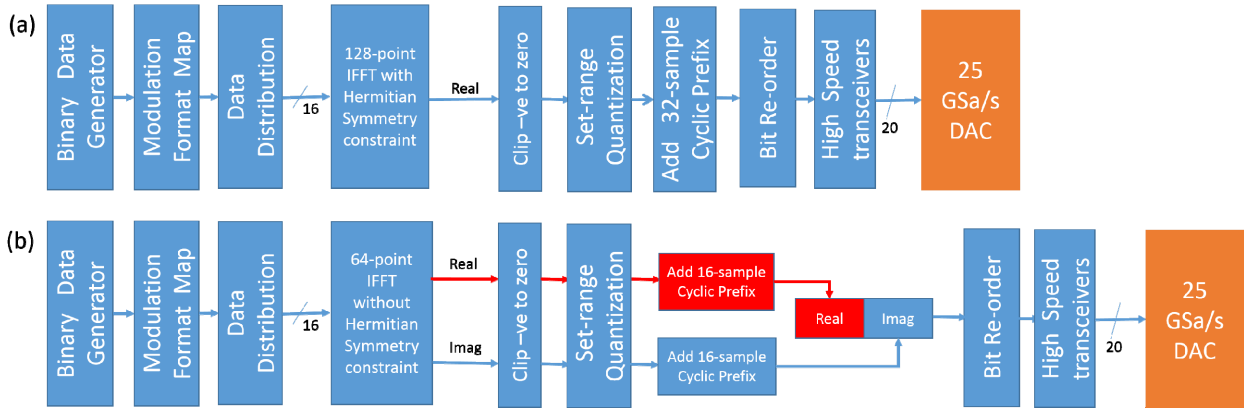 (a)
Binary Data
Generator
Modulation
Format Map
Data
Distribution
16
128-point
IFFT with
Hermitian
Symmetry
constraint
Real
Clip –ve to zero
Set-range
Quantization
Add 32-sample
Cyclic Prefix
Bit Re-order
High Speed
transceivers
20
25
GSa/s
DAC
(b)
Binary Data
Generator
Modulation
Format Map
Data
Distribution
16
64-point
IFFT
without
Hermitian
Symmetry
constraint
Real
Imag
Clip –ve to zero
Set-range
Quantization
Add 16-sample
Cyclic Prefix
Add 16-sample
Cyclic Prefix
Real
Imag
Bit Re-order
High Speed
transceivers
20
25
GSa/s
DAC